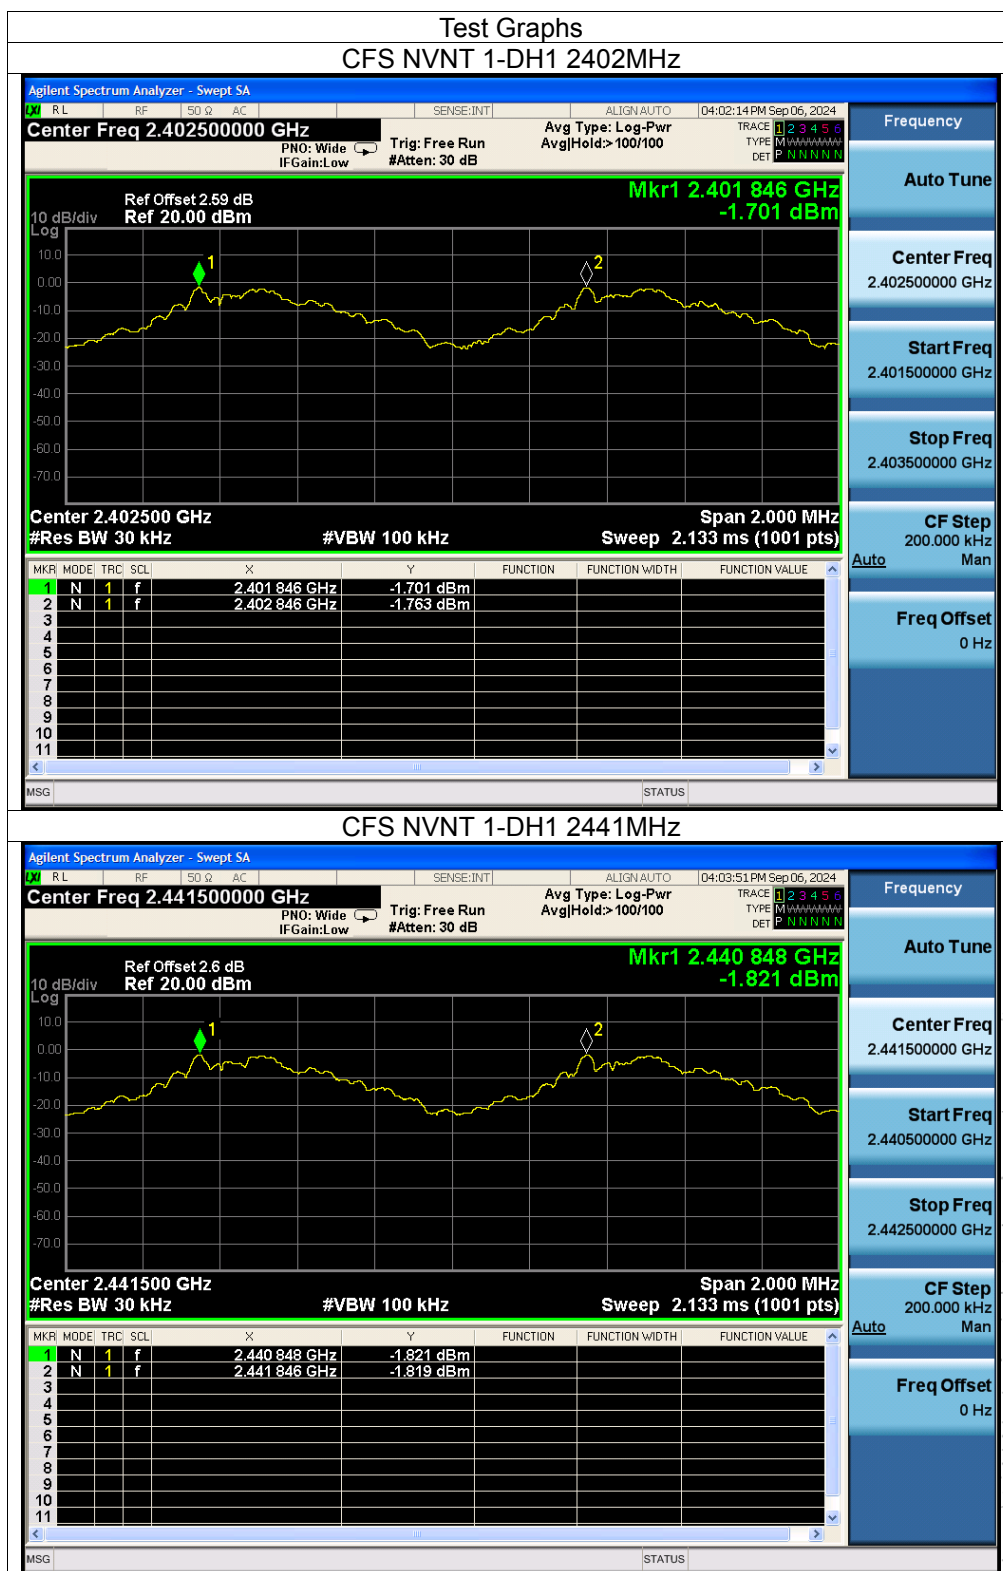 Test Graphs
CFS NVNT 1-DH1 2402MHz
Agilent Spectrum Analyzer - Swept SA
LXI RL RF 50 Ω AC SENSE:INT ALIGN AUTO 04:02:14 PM Sep 06, 2024
Center Freq 2.402500000 GHz
PNO: Wide
IFGain:Low
Trig: Free Run
#Atten: 30 dB
Avg Type: Log-Pwr
Avg|Hold:>100/100
TRACE 1 2 3 4 5 6
TYPE M
DET P N N N N N
Frequency
Mkr1 2.401 846 GHz
-1.701 dBm
Ref Offset 2.59 dB
10 dB/div Ref 20.00 dBm
Log
10.0
0.00
-10.0
-20.0
-30.0
-40.0
-50.0
-60.0
-70.0
1
2
Center 2.402500 GHz Span 2.000 MHz
#Res BW 30 kHz #VBW 100 kHz Sweep 2.133 ms (1001 pts)
MKR MODE TRC SCL X Y FUNCTION FUNCTION WIDTH FUNCTION VALUE
1 N 1 f 2.401 846 GHz -1.701 dBm
2 N 1 f 2.402 846 GHz -1.763 dBm
3
4
5
6
7
8
9
10
11
MSG STATUS
Auto Tune
Center Freq
2.402500000 GHz
Start Freq
2.401500000 GHz
Stop Freq
2.403500000 GHz
CF Step
200.000 kHz
Auto Man
Freq Offset
0 Hz
CFS NVNT 1-DH1 2441MHz
Agilent Spectrum Analyzer - Swept SA
LXI RL RF 50 Ω AC SENSE:INT ALIGN AUTO 04:03:51 PM Sep 06, 2024
Center Freq 2.441500000 GHz
PNO: Wide
IFGain:Low
Trig: Free Run
#Atten: 30 dB
Avg Type: Log-Pwr
Avg|Hold:>100/100
TRACE 1 2 3 4 5 6
TYPE M
DET P N N N N N
Frequency
Mkr1 2.440 848 GHz
-1.821 dBm
Ref Offset 2.6 dB
10 dB/div Ref 20.00 dBm
Log
10.0
0.00
-10.0
-20.0
-30.0
-40.0
-50.0
-60.0
-70.0
1
2
Center 2.441500 GHz Span 2.000 MHz
#Res BW 30 kHz #VBW 100 kHz Sweep 2.133 ms (1001 pts)
MKR MODE TRC SCL X Y FUNCTION FUNCTION WIDTH FUNCTION VALUE
1 N 1 f 2.440 848 GHz -1.821 dBm
2 N 1 f 2.441 846 GHz -1.819 dBm
3
4
5
6
7
8
9
10
11
MSG STATUS
Auto Tune
Center Freq
2.441500000 GHz
Start Freq
2.440500000 GHz
Stop Freq
2.442500000 GHz
CF Step
200.000 kHz
Auto Man
Freq Offset
0 Hz